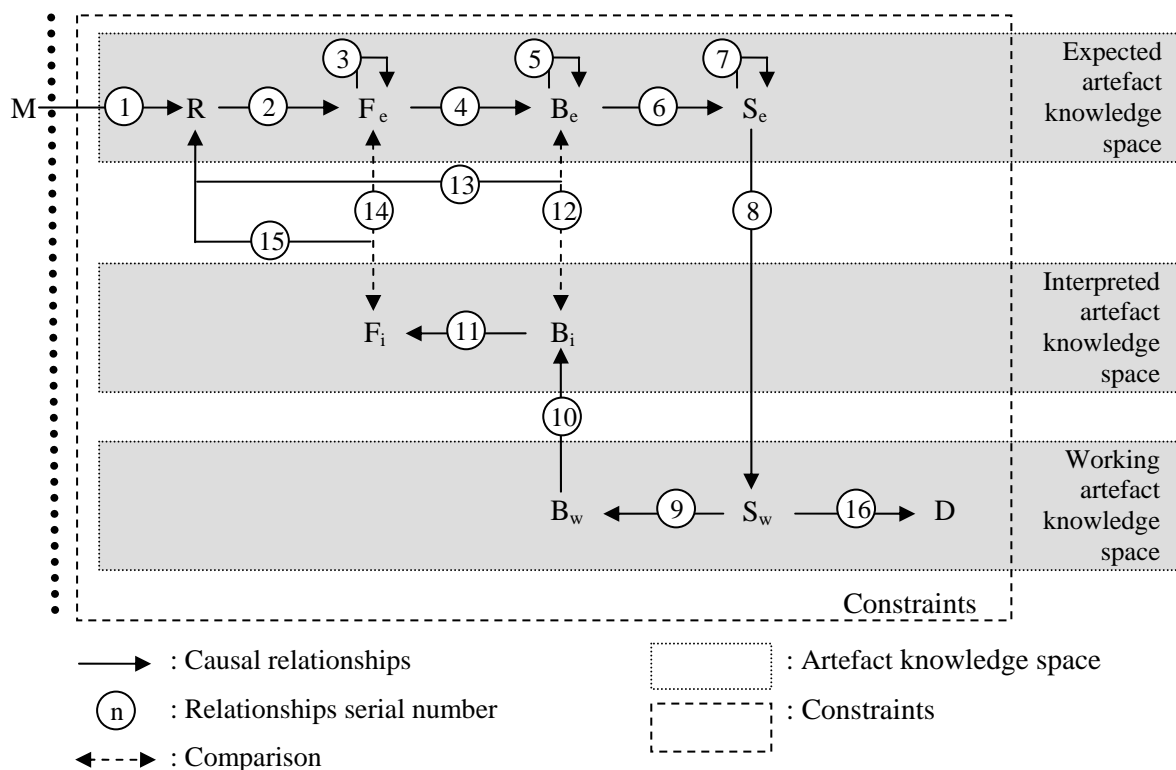 3
5
7
Expected
artefact
knowledge
space
M
1
R
2
Fe
4
Be
6
Se
13
14
12
8
15
Interpreted
artefact
knowledge
space
Fi
11
Bi
10
Working
artefact
knowledge
space
Bw
9
Sw
16
D
Constraints
: Causal relationships
: Artefact knowledge space
n
: Relationships serial number
: Constraints
: Comparison